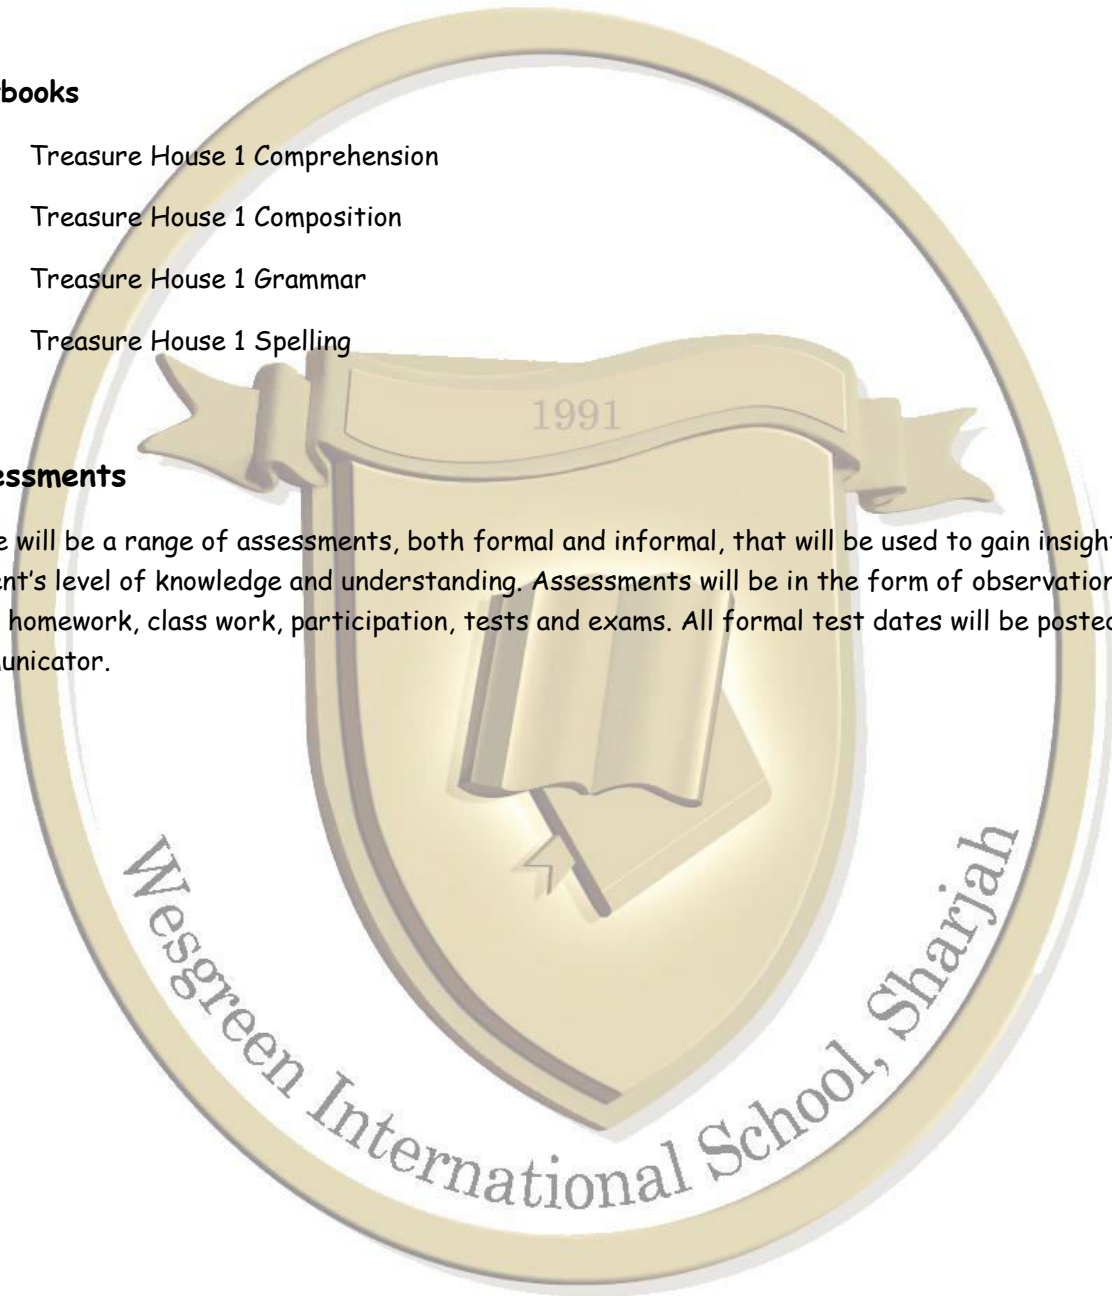 books
Treasure House 1 Comprehension
Treasure House 1 Composition
Treasure House 1 Grammar
Treasure House 1 Spelling
1991
essments
e will be a range of assessments, both formal and informal, that will be used to gain insight
ent's level of knowledge and understanding. Assessments will be in the form of observation
homework, class work, participation, tests and exams. All formal test dates will be posted
unicator.
Wesgreen International School, Sharjah